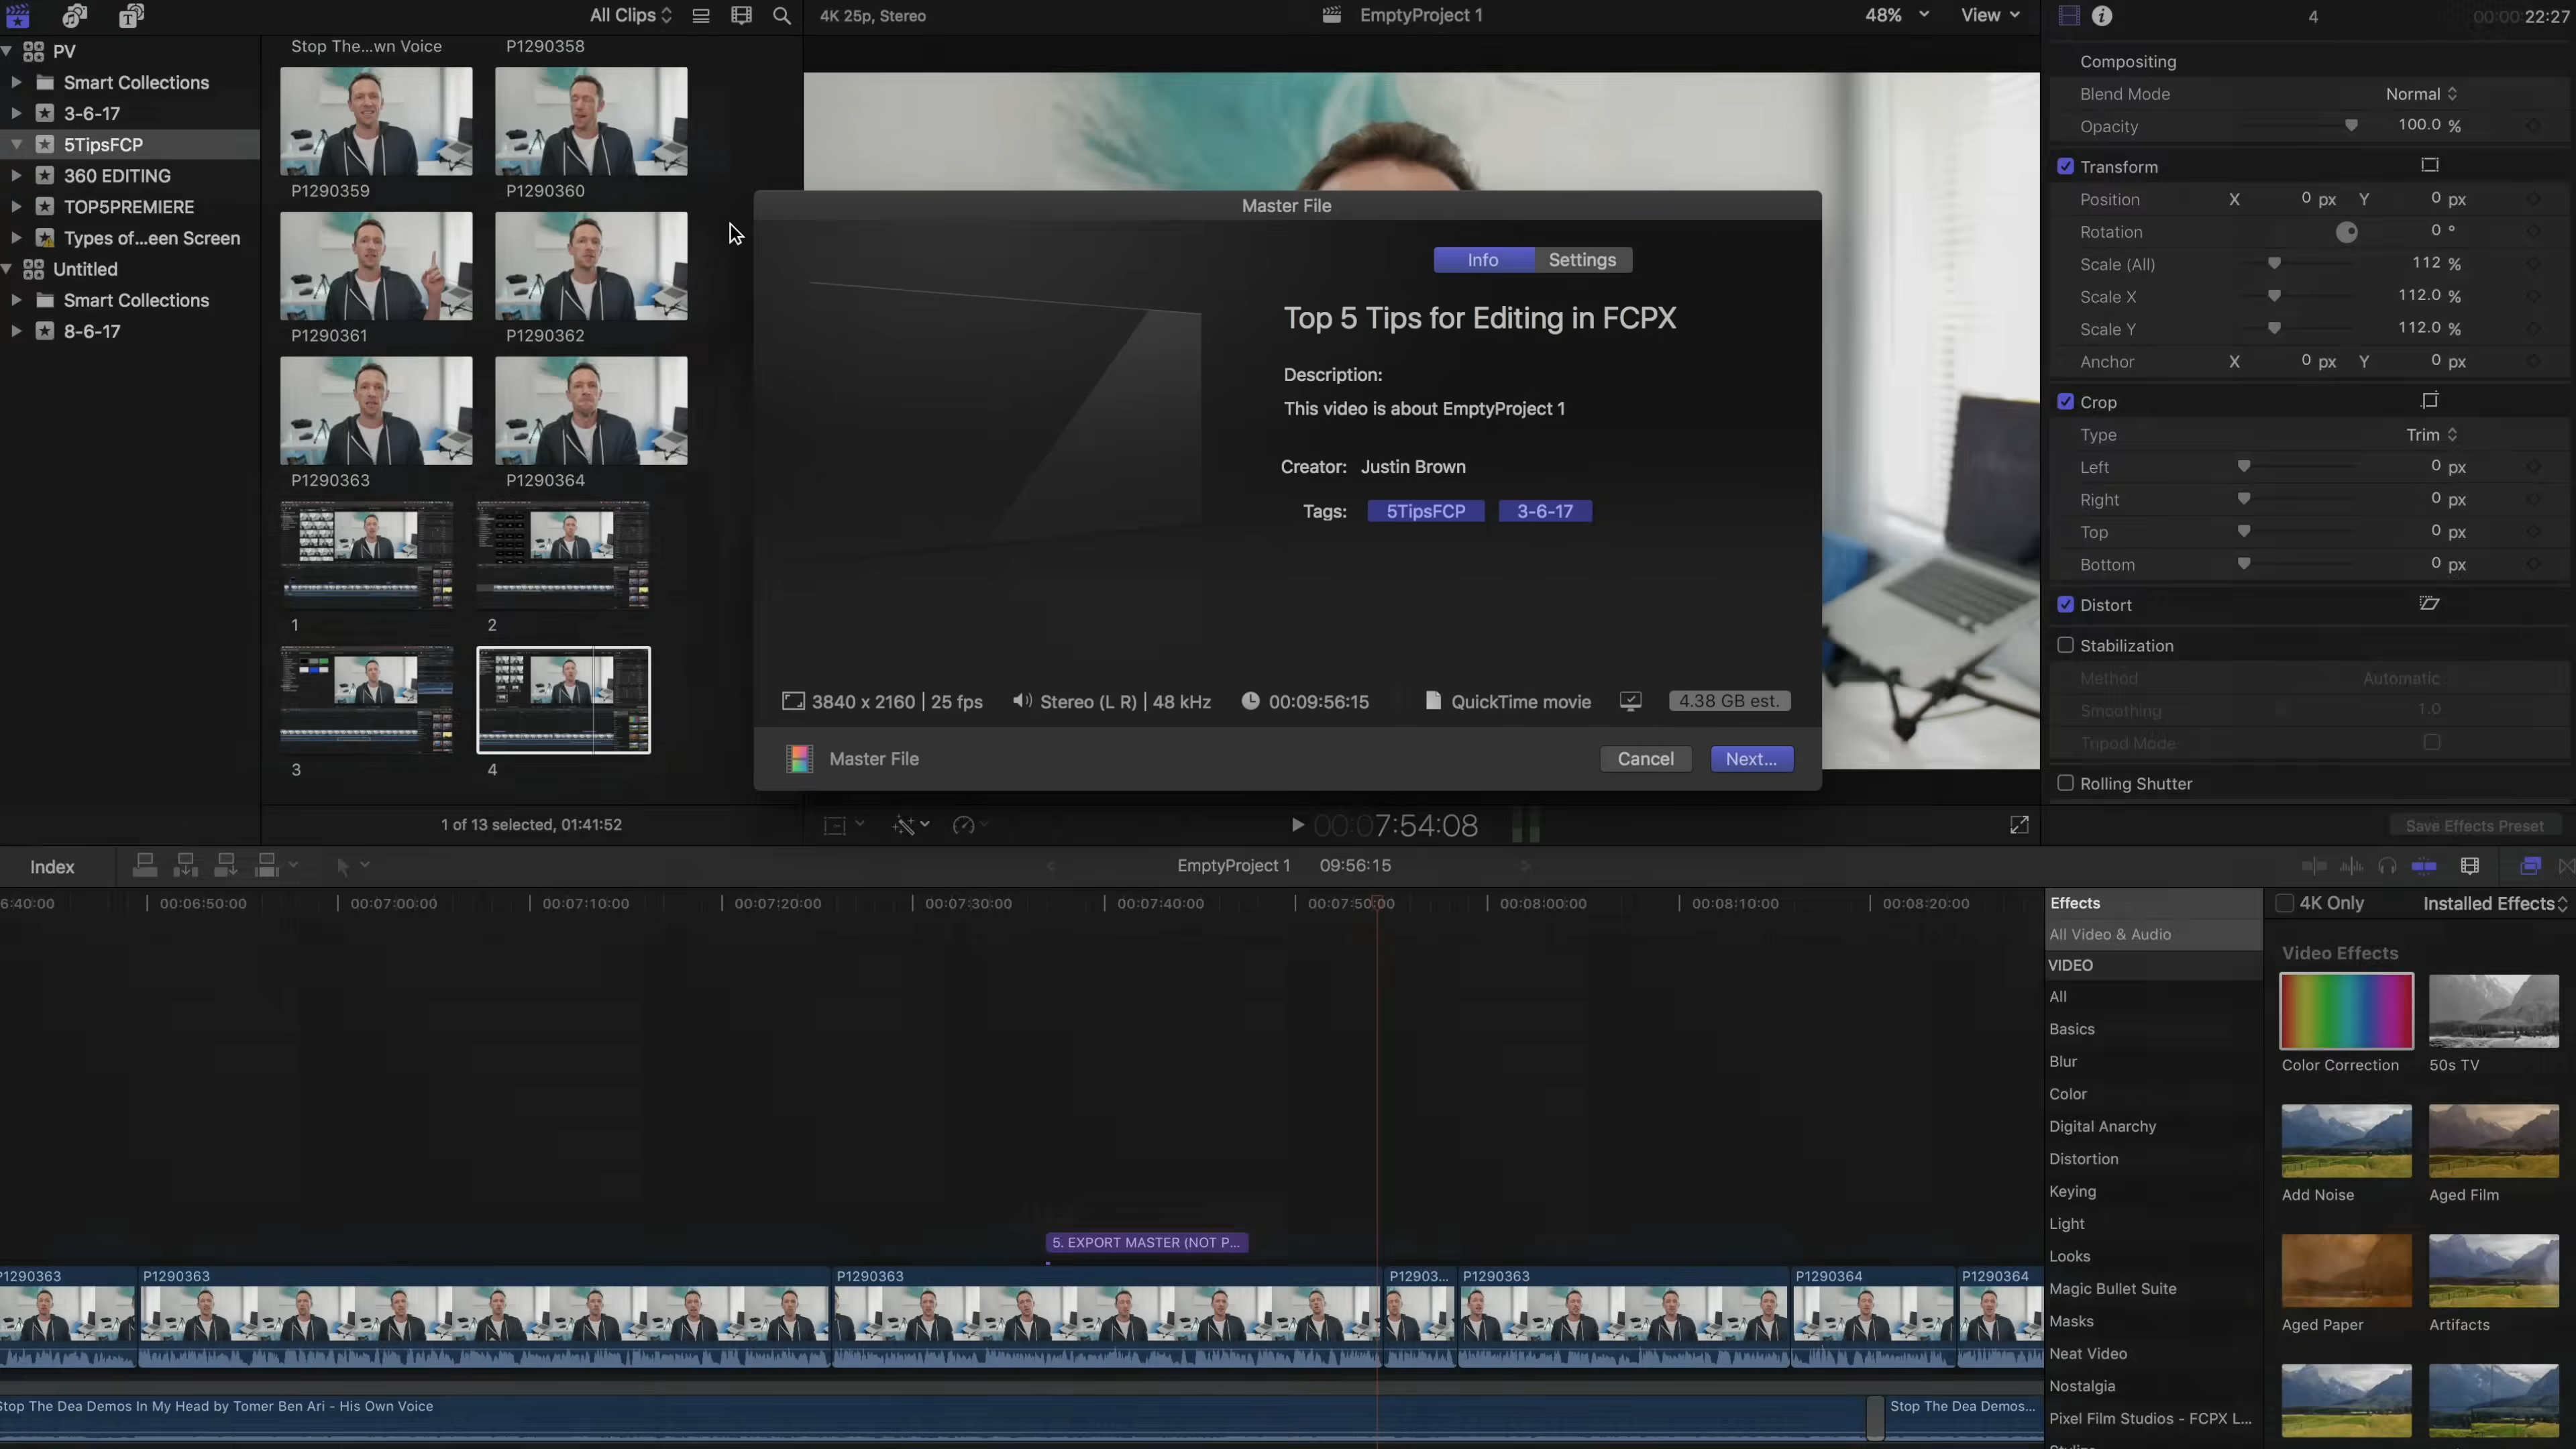 All Clips
4K 25p, Stereo
EmptyProject 1
48%
View
4
00:00:22:27
PV
Smart Collections
3-6-17
5TipsFCP
360 EDITING
TOP5PREMIERE
Types of...een Screen
Untitled
Smart Collections
8-6-17
Stop The...wn Voice
P1290358
P1290359
P1290360
P1290361
P1290362
P1290363
P1290364
1
2
3
4
1 of 13 selected, 01:41:52
Master File
Info
Settings
Top 5 Tips for Editing in FCPX
Description:
This video is about EmptyProject 1
Creator: Justin Brown
Tags: 5TipsFCP 3-6-17
3840 x 2160 | 25 fps
Stereo (L R) | 48 kHz
00:09:56:15
QuickTime movie
4.38 GB est.
Master File
Cancel
Next...
00:07:54:08
Compositing
Blend Mode Normal
Opacity 100.0 %
Transform
Position X 0 px Y 0 px
Rotation 0 °
Scale (All) 112 %
Scale X 112.0 %
Scale Y 112.0 %
Anchor X 0 px Y 0 px
Crop
Type Trim
Left 0 px
Right 0 px
Top 0 px
Bottom 0 px
Distort
Stabilization
Method Automatic
Smoothing 1.0
Tripod Mode
Rolling Shutter
Save Effects Preset
Index
EmptyProject 1 09:56:15
6:40:00
00:06:50:00
00:07:00:00
00:07:10:00
00:07:20:00
00:07:30:00
00:07:40:00
00:07:50:00
00:08:00:00
00:08:10:00
00:08:20:00
5. EXPORT MASTER (NOT P...
P1290363
P1290363
P1290363
P12903...
P1290363
P1290364
P1290364
Stop The Dea Demos In My Head by Tomer Ben Ari - His Own Voice
Stop The Dea Demos...
Effects
4K Only
Installed Effects
All Video & Audio
VIDEO
All
Basics
Blur
Color
Digital Anarchy
Distortion
Keying
Light
Looks
Magic Bullet Suite
Masks
Neat Video
Nostalgia
Pixel Film Studios - FCPX L...
Video Effects
Color Correction
50s TV
Add Noise
Aged Film
Aged Paper
Artifacts